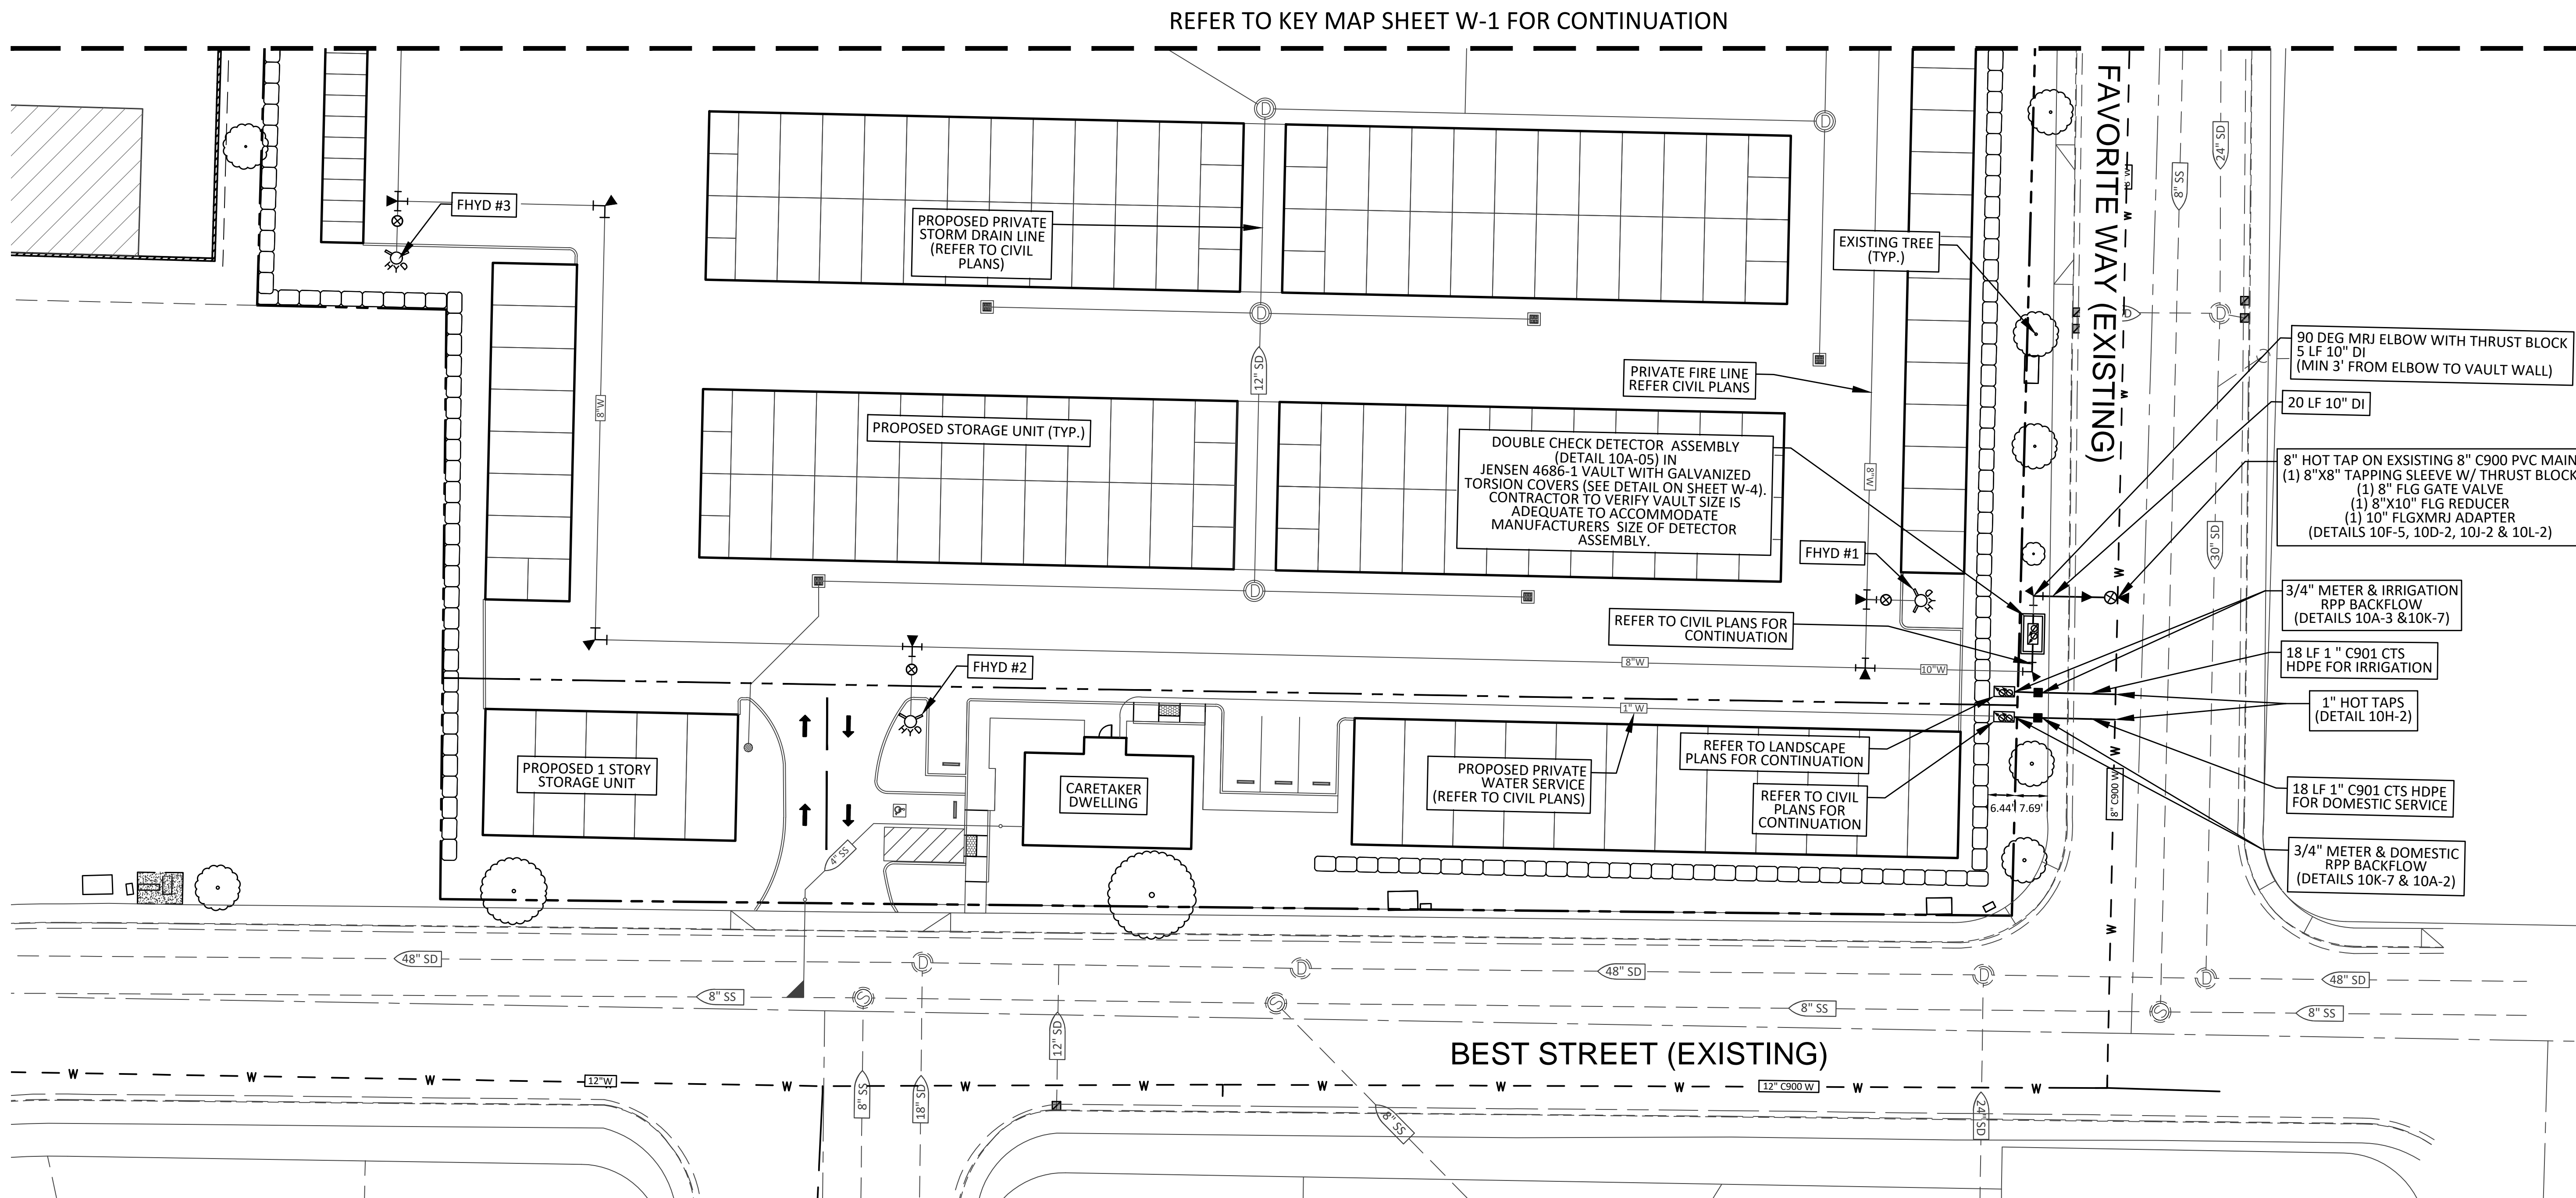 REFER TO KEY MAP SHEET W-1 FOR CONTINUATION
FAVORITE WAY (EXISTING)
24" SD
8" SS
FHYD #3
PROPOSED PRIVATE
STORM DRAIN LINE
(REFER TO CIVIL
PLANS)
EXISTING TREE
(TYP.)
D
D
D
D
D
12" SD
8"W
PRIVATE FIRE LINE
REFER CIVIL PLANS
PROPOSED STORAGE UNIT (TYP.)
DOUBLE CHECK DETECTOR ASSEMBLY
(DETAIL 10A-05) IN
JENSEN 4686-1 VAULT WITH GALVANIZED
TORSION COVERS (SEE DETAIL ON SHEET W-4).
CONTRACTOR TO VERIFY VAULT SIZE IS
ADEQUATE TO ACCOMMODATE
MANUFACTURERS SIZE OF DETECTOR
ASSEMBLY.
8"W
90 DEG MRJ ELBOW WITH THRUST BLOCK
5 LF 10" DI
(MIN 3' FROM ELBOW TO VAULT WALL)
20 LF 10" DI
8" HOT TAP ON EXSISTING 8" C900 PVC MAIN
(1) 8"X8" TAPPING SLEEVE W/ THRUST BLOCK
(1) 8" FLG GATE VALVE
(1) 8"X10" FLG REDUCER
(1) 10" FLGXMRJ ADAPTER
(DETAILS 10F-5, 10D-2, 10J-2 & 10L-2)
30" SD
FHYD #1
D
3/4" METER & IRRIGATION
RPP BACKFLOW
(DETAILS 10A-3 &10K-7)
REFER TO CIVIL PLANS FOR
CONTINUATION
18 LF 1 " C901 CTS
HDPE FOR IRRIGATION
FHYD #2
8"W
10"W
1" HOT TAPS
(DETAIL 10H-2)
1" W
PROPOSED 1 STORY
STORAGE UNIT
CARETAKER
DWELLING
PROPOSED PRIVATE
WATER SERVICE
(REFER TO CIVIL PLANS)
REFER TO LANDSCAPE
PLANS FOR CONTINUATION
REFER TO CIVIL
PLANS FOR
CONTINUATION
6.44' 7.69'
8" C900 W
18 LF 1" C901 CTS HDPE
FOR DOMESTIC SERVICE
4" SS
3/4" METER & DOMESTIC
RPP BACKFLOW
(DETAILS 10K-7 & 10A-2)
W
W
W
W
48" SD
D
D
48" SD
D
D
48" SD
8" SS
S
S
8" SS
S
8" SS
12" SD
BEST STREET (EXISTING)
W
W
W
12"W
W
W
W
W
W
W
12" C900 W
W
W
8" SS
18" SD
8" SS
24" SD